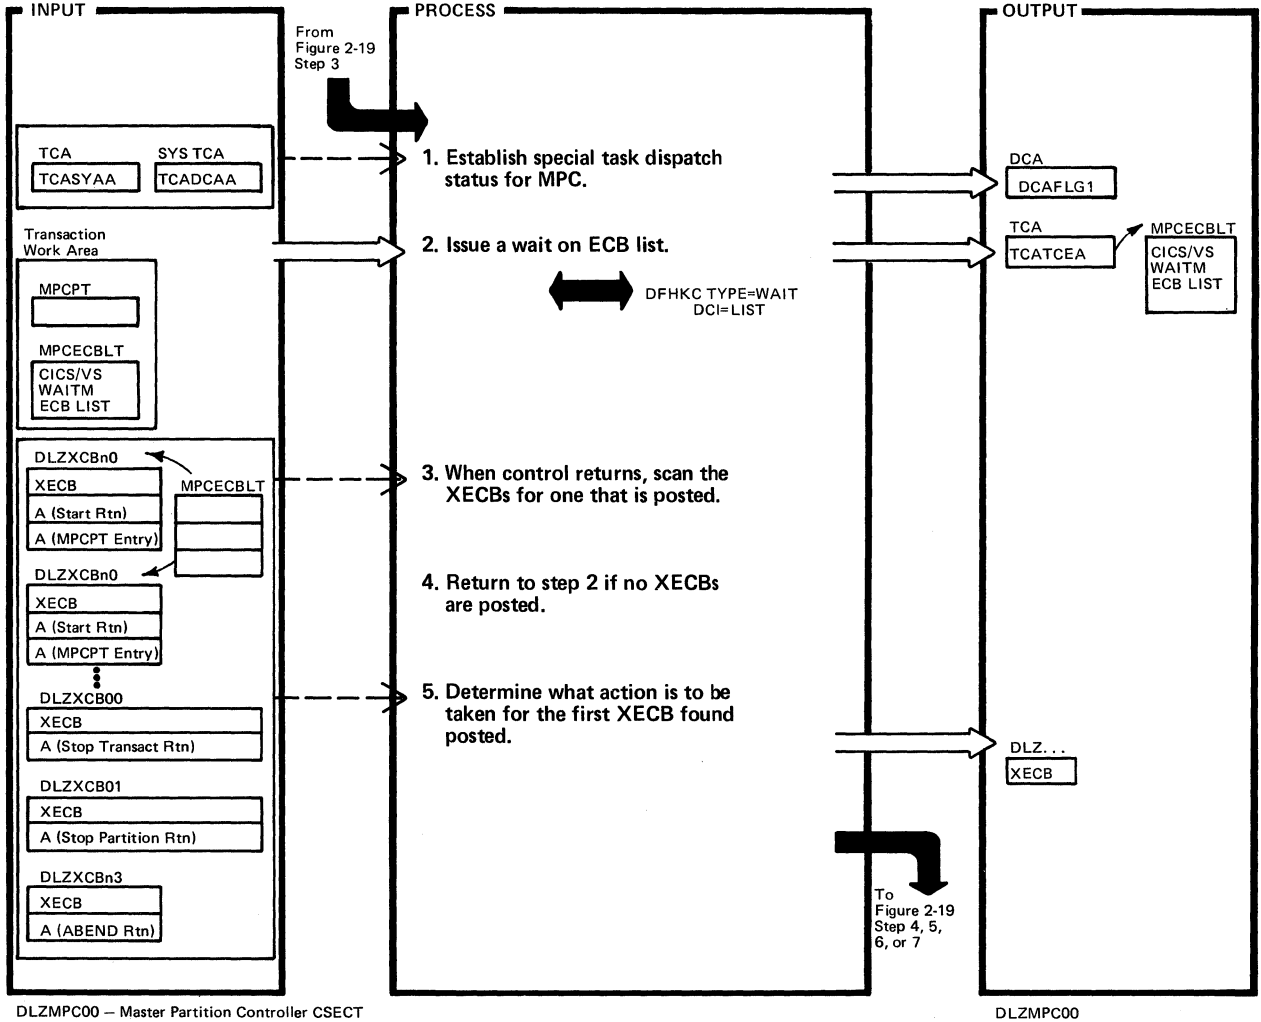 INPUT
PROCESS
OUTPUT
From
Figure 2-19
Step 3
TCA
SYS TCA
TCASYAA
TCADCAA
Transaction
Work Area
MPCPT
MPCECBLT
CICS/VS
WAITM
ECB LIST
DLZXCBn0
XECB
A (Start Rtn)
A (MPCPT Entry)
MPCECBLT
DLZXCBn0
XECB
A (Start Rtn)
A (MPCPT Entry)
DLZXCB00
XECB
A (Stop Transact Rtn)
DLZXCB01
XECB
A (Stop Partition Rtn)
DLZXCBn3
XECB
A (ABEND Rtn)
1. Establish special task dispatch
status for MPC.
2. Issue a wait on ECB list.
DFHKC TYPE=WAIT
DCI=LIST
3. When control returns, scan the
XECBs for one that is posted.
4. Return to step 2 if no XECBs
are posted.
5. Determine what action is to be
taken for the first XECB found
posted.
DCA
DCAFLG1
TCA
TCATCEA
MPCECBLT
CICS/VS
WAITM
ECB LIST
DLZ...
XECB
To
Figure 2-19
Step 4, 5,
6, or 7
DLZMPC00 – Master Partition Controller CSECT
DLZMPC00